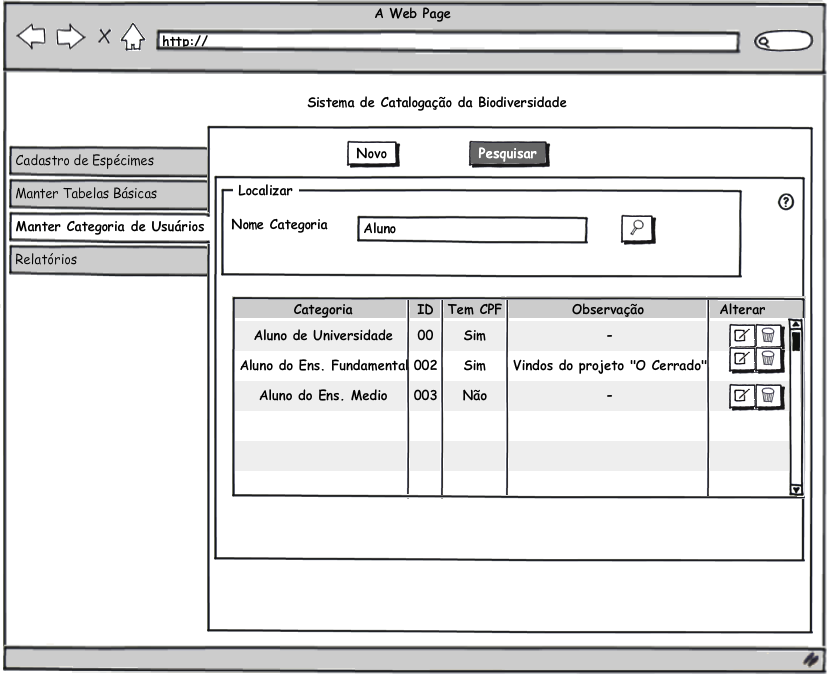 A Web Page
http://
Sistema de Catalogação da Biodiversidade
Cadastro de Espécimes
Manter Tabelas Básicas
Manter Categoria de Usuários
Relatórios
Novo Pesquisar
Localizar
?
Nome Categoria Aluno
Categoria ID Tem CPF Observação Alterar
Aluno de Universidade 00 Sim -
Aluno do Ens. Fundamental 002 Sim Vindos do projeto "O Cerrado"
Aluno do Ens. Medio 003 Não -